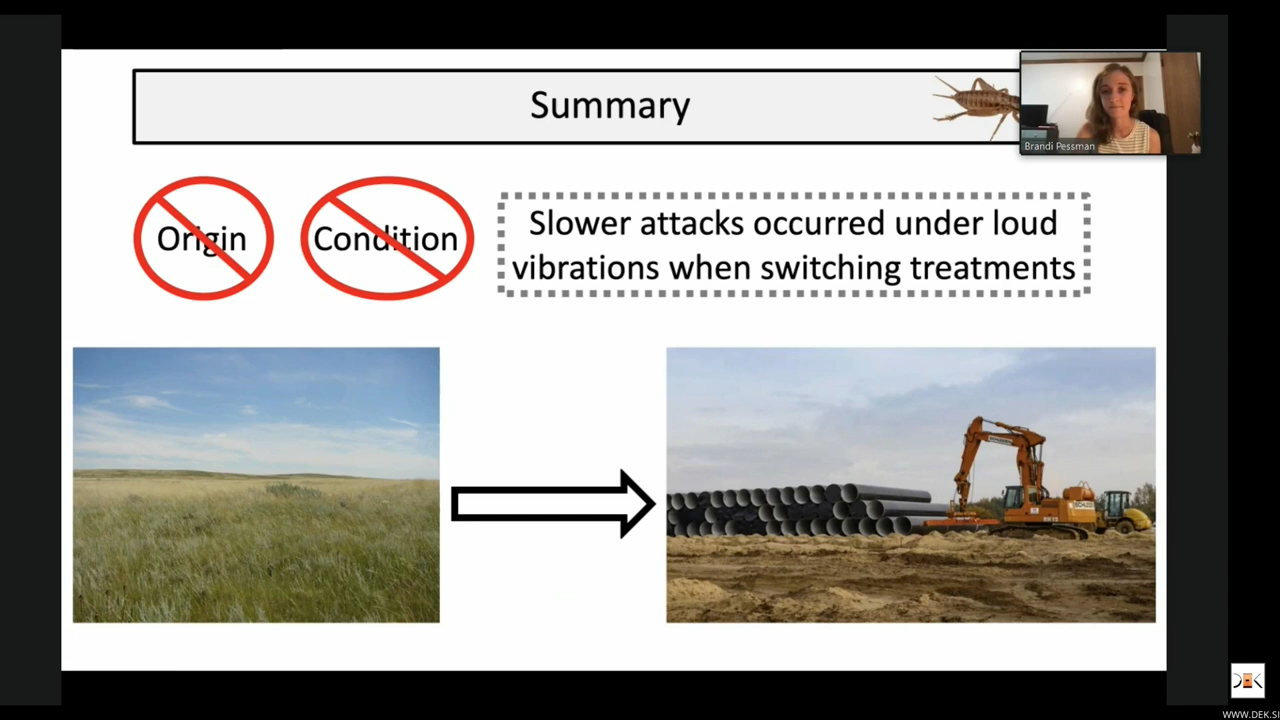 Summary
Brandi Pessman
Origin
Condition
Slower attacks occurred under loud
vibrations when switching treatments
WWW.DEK.SI